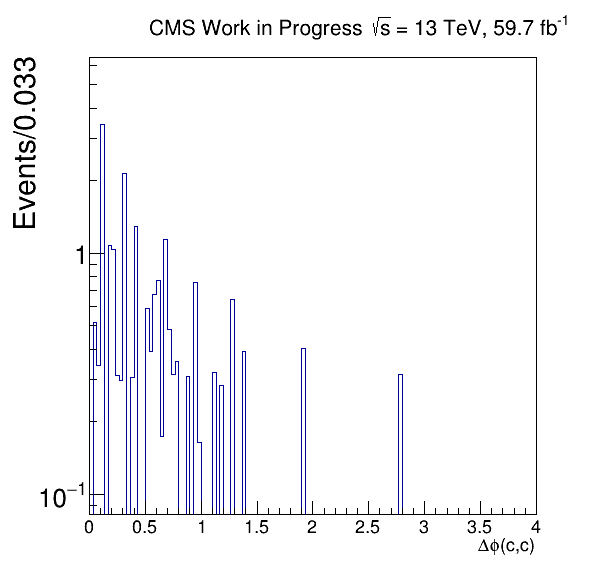 CMS Work in Progress √s = 13 TeV, 59.7 fb⁻¹
Events/0.033
1
10⁻¹
0 0.5 1 1.5 2 2.5 3 3.5 4
Δϕ(c,c)